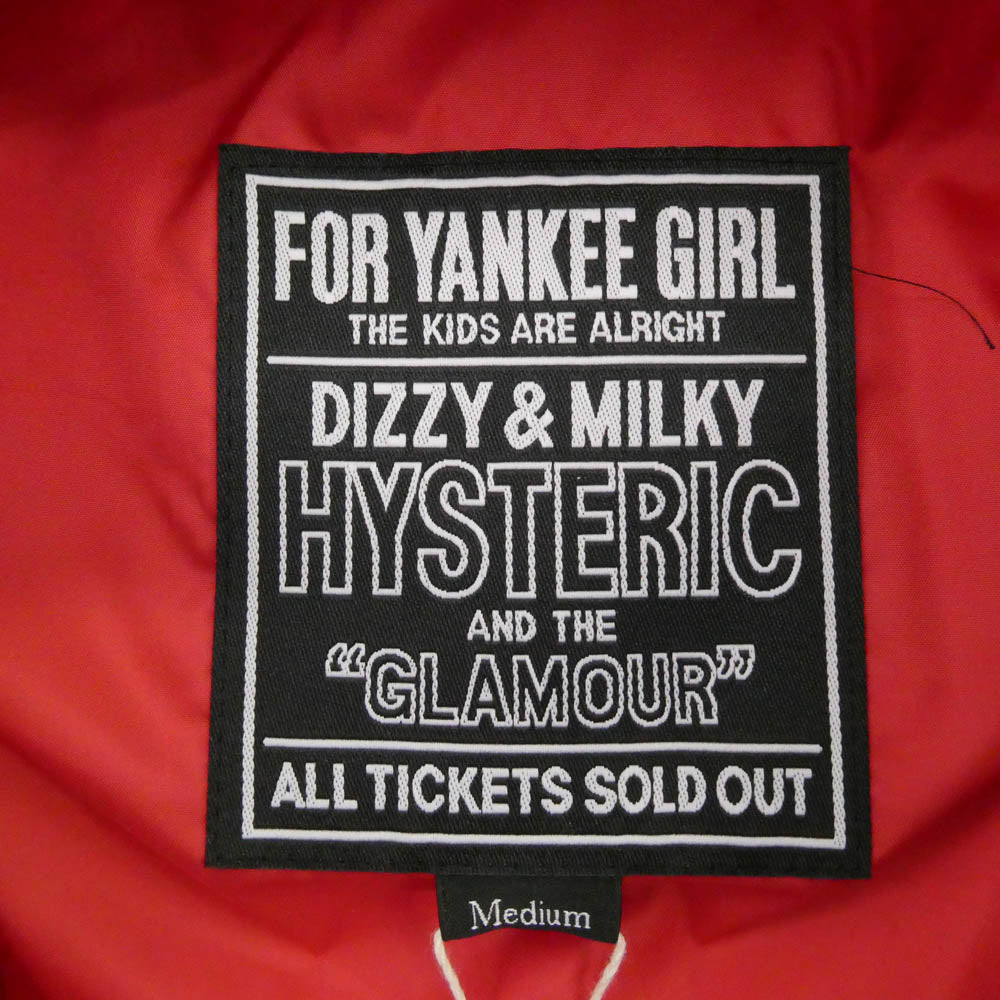 FOR YANKEE GIRL
THE KIDS ARE ALRIGHT
DIZZY & MILKY
HYSTERIC
AND THE
“GLAMOUR”
ALL TICKETS SOLD OUT
Medium